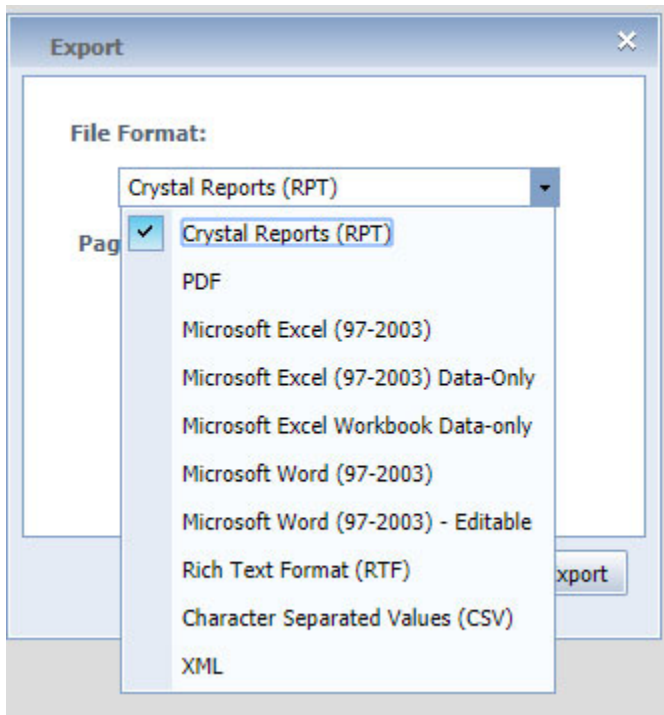 Export
File Format:
Crystal Reports (RPT)
Crystal Reports (RPT)
PDF
Microsoft Excel (97-2003)
Microsoft Excel (97-2003) Data-Only
Microsoft Excel Workbook Data-only
Microsoft Word (97-2003)
Microsoft Word (97-2003) - Editable
Rich Text Format (RTF)
Character Separated Values (CSV)
XML